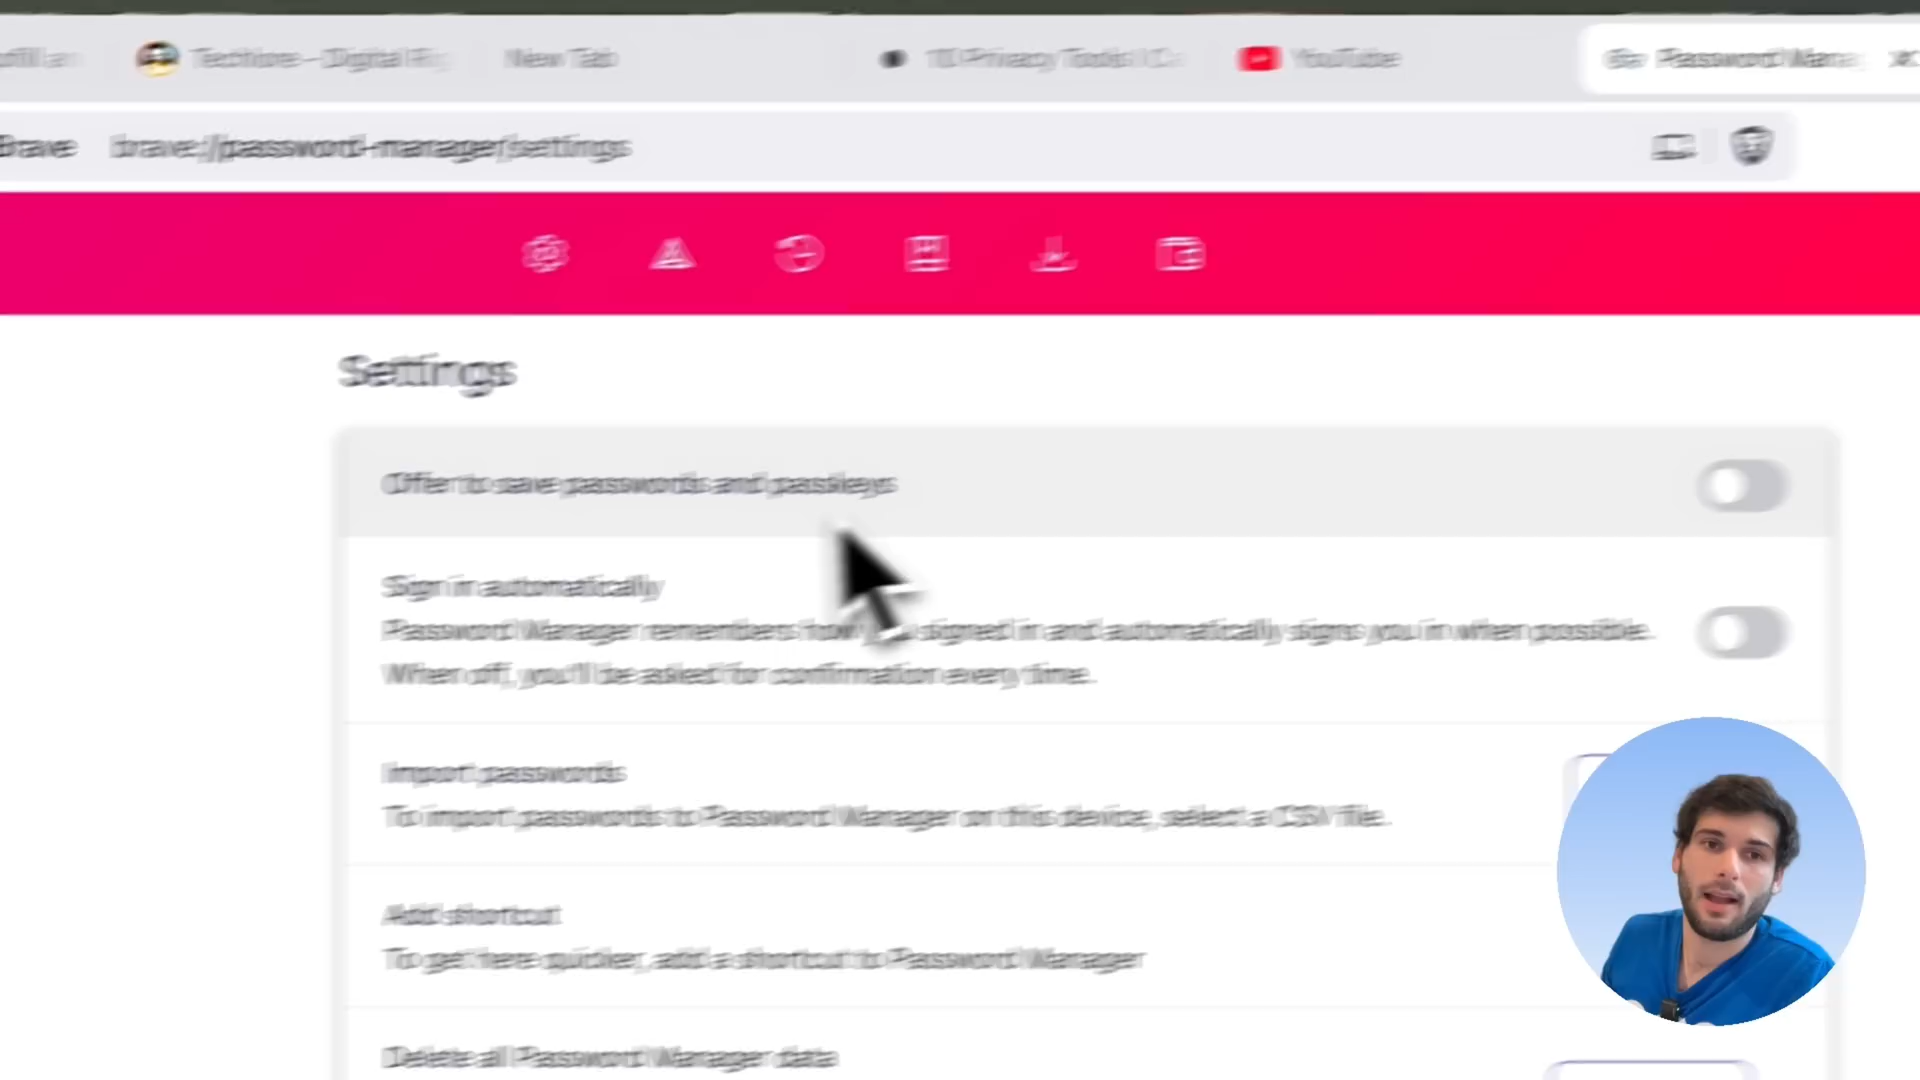 Techlore - Digital Rig
New Tab
10 Privacy Tools I Ca
YouTube
Password Mana
Brave
brave://password-manager/settings
Settings
Offer to save passwords and passkeys
Sign in automatically
Password Manager remembers how you signed in and automatically signs you in when possible.
When off, you'll be asked for confirmation every time.
Import passwords
To import passwords to Password Manager on this device, select a CSV file.
Add shortcut
To get here quicker, add a shortcut to Password Manager
Delete all Password Manager data